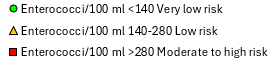 Enterococci/100 ml <140 Very low risk
Enterococci/100 ml 140-280 Low risk
Enterococci/100 ml >280 Moderate to high risk